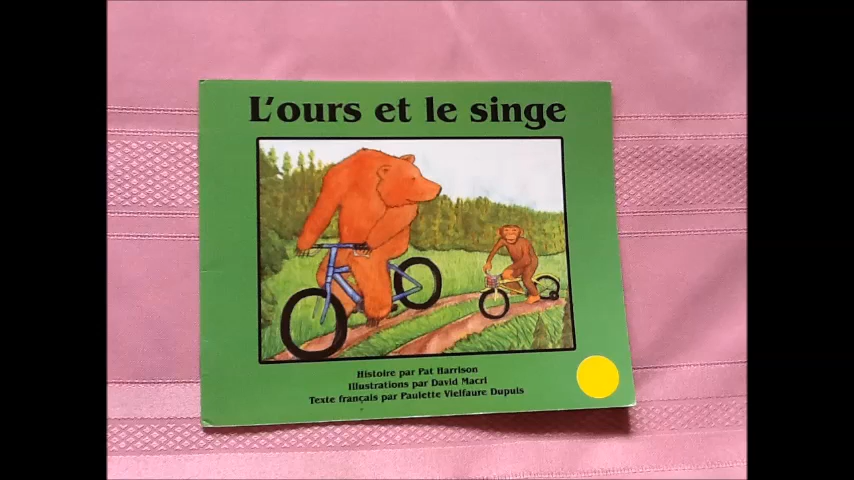 L'ours et le singe
Histoire par Pat Harrison
Illustrations par David Macri
Texte français par Paulette Vielfaure Dupuis